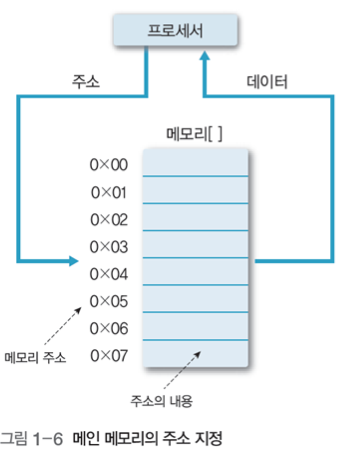 프로세서
주소
데이터
메모리[ ]
0×00
0×01
0×02
0×03
0×04
0×05
0×06
0×07
메모리 주소
주소의 내용
그림 1-6 메인 메모리의 주소 지정